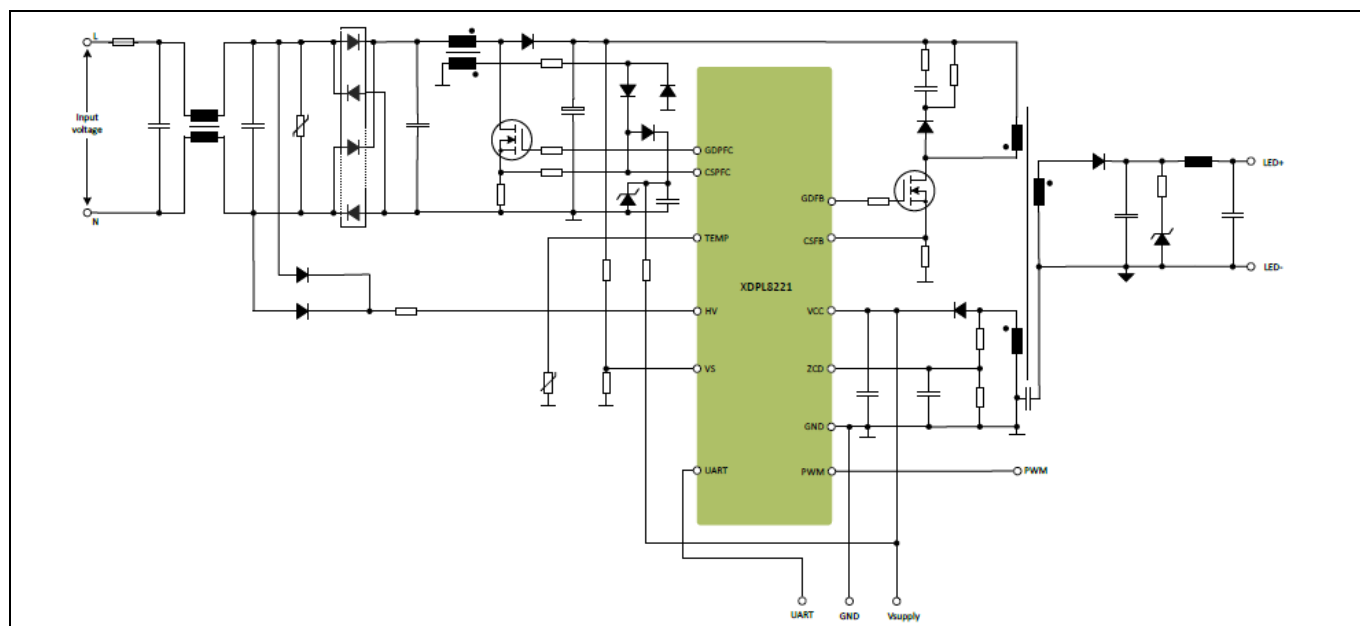 L
Input
voltage
N
GDPFC
CSPFC
TEMP
HV
VS
UART
XDPL8221
GDFB
CSFB
VCC
ZCD
GND
PWM
PWM
LED+
LED-
UART
GND
Vsupply